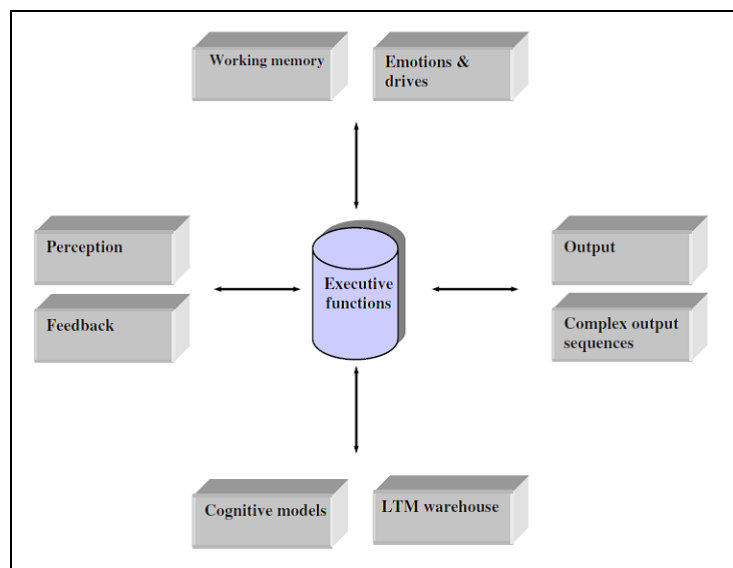 Working memory
Emotions &
drives
Perception
Feedback
Executive
functions
Output
Complex output
sequences
Cognitive models
LTM warehouse